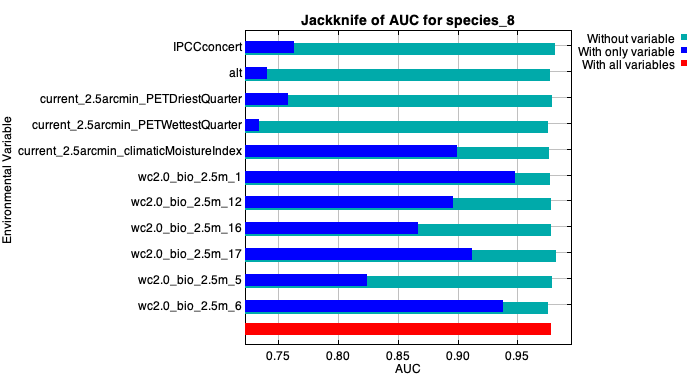 Jackknife of AUC for species_8
Without variable
With only variable
With all variables
Environmental Variable
IPCCconcert
alt
current_2.5arcmin_PETDriestQuarter
current_2.5arcmin_PETWettestQuarter
current_2.5arcmin_climaticMoistureIndex
wc2.0_bio_2.5m_1
wc2.0_bio_2.5m_12
wc2.0_bio_2.5m_16
wc2.0_bio_2.5m_17
wc2.0_bio_2.5m_5
wc2.0_bio_2.5m_6
0.75 0.80 0.85 0.90 0.95
AUC